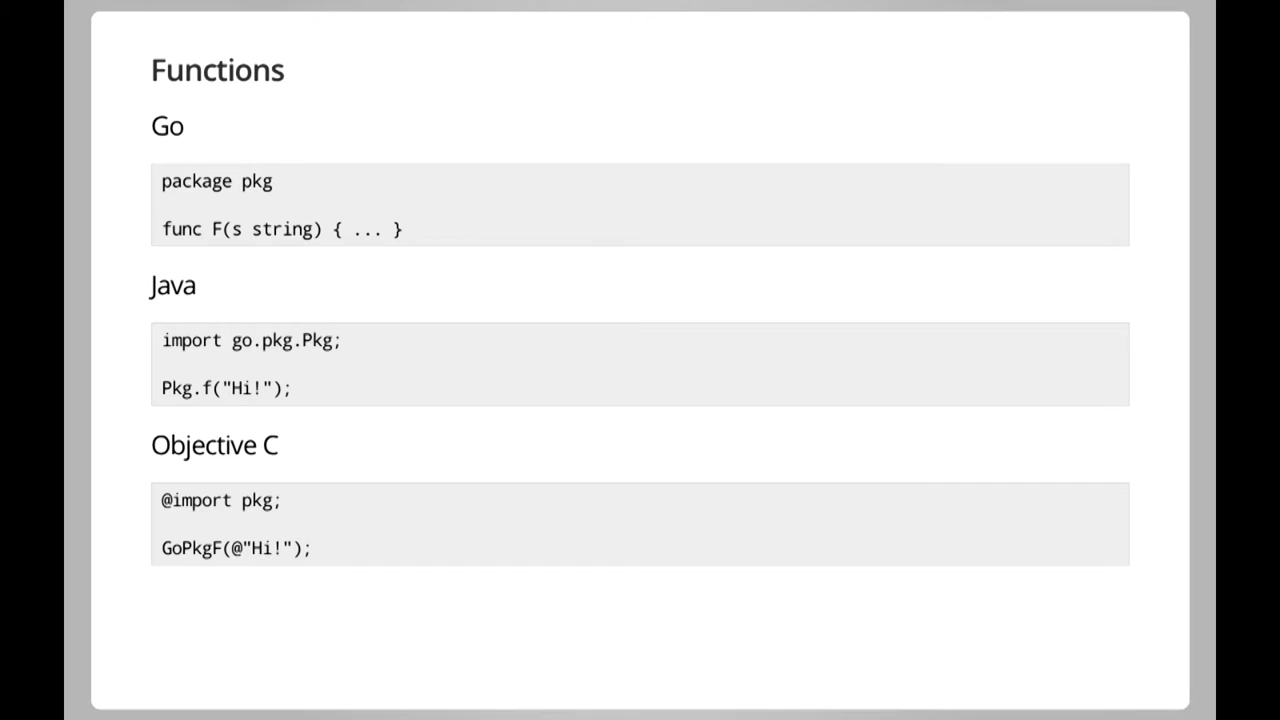 Functions
Go
package pkg
func F(s string) { ... }
Java
import go.pkg.Pkg;
Pkg.f("Hi!");
Objective C
@import pkg;
GoPkgF(@"Hi!");